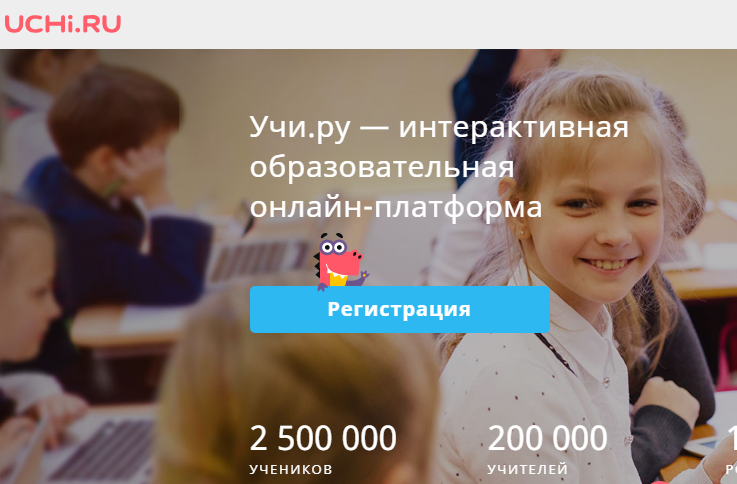 UCHi.RU
Учи.ру — интерактивная
образовательная
онлайн-платформа
Регистрация
2 500 000
200 000
УЧЕНИКОВ
УЧИТЕЛЕЙ